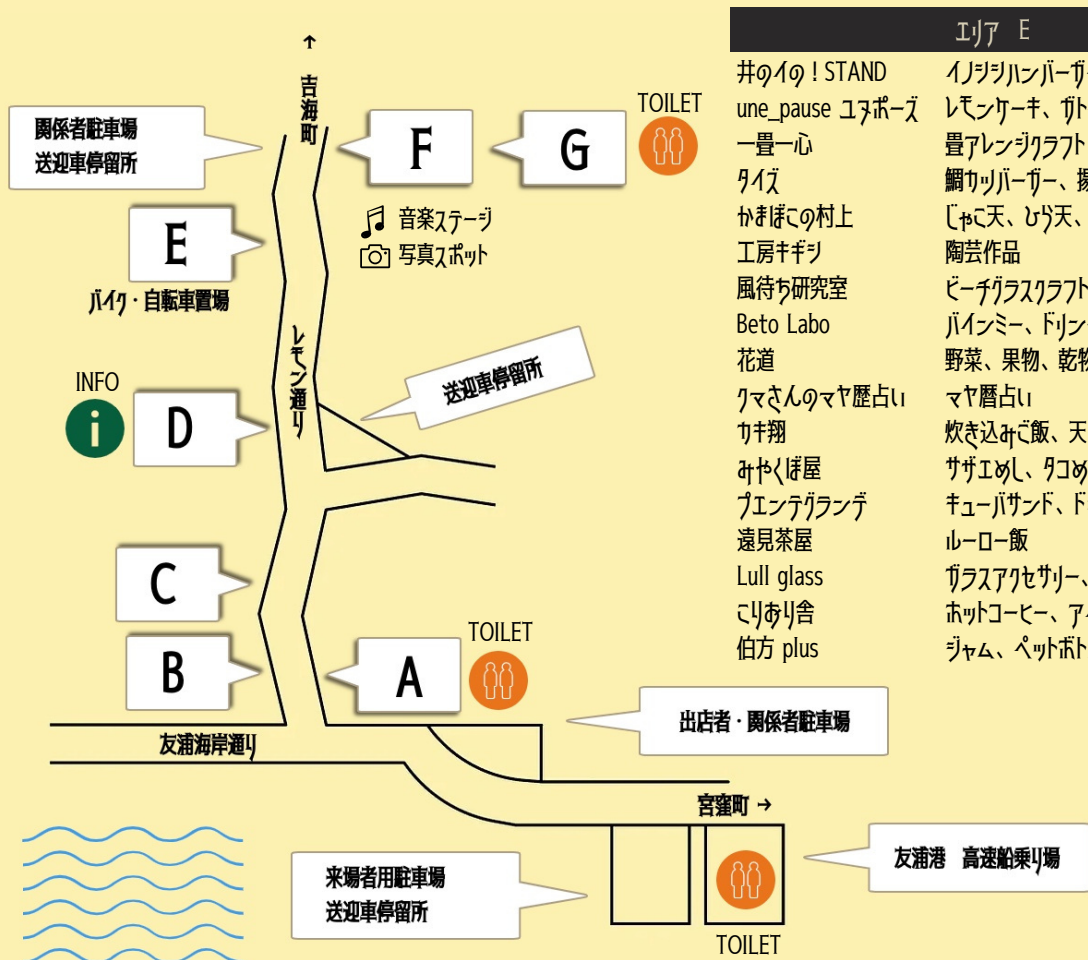 ↑
吉海町
関係者駐車場
送迎車停留所
F
G
TOILET
音楽ステージ
写真スポット
E
バイク・自転車置場
レモン通り
送迎車停留所
INFO
i
D
C
B
A
TOILET
出店者・関係者駐車場
友浦海岸通り
宮窪町 →
来場者用駐車場
送迎車停留所
TOILET
友浦港 高速船乗り場
エリア E
井のイの！STAND イノシシハンバーガ
une_pause ユヌポーズ レモンケーキ、ガト
一畳一心 畳アレンジクラフト
タイズ 鯛カツバーガー、揚
かまぼこの村上 じゃこ天、ひら天、
工房キギシ 陶芸作品
風待ち研究室 ビーチグラスクラフト
Beto Labo バインミー、ドリン
花道 野菜、果物、乾物
クマさんのマヤ歴占い マヤ暦占い
カキ翔 炊き込みご飯、天
みやくぼ屋 サザエめし、タコめ
プエンテグランデ キューバサンド、ド
遠見茶屋 ルーロー飯
Lull glass ガラスアクセサリー、
こりおり舎 ホットコーヒー、アイ
伯方 plus ジャム、ペットボト